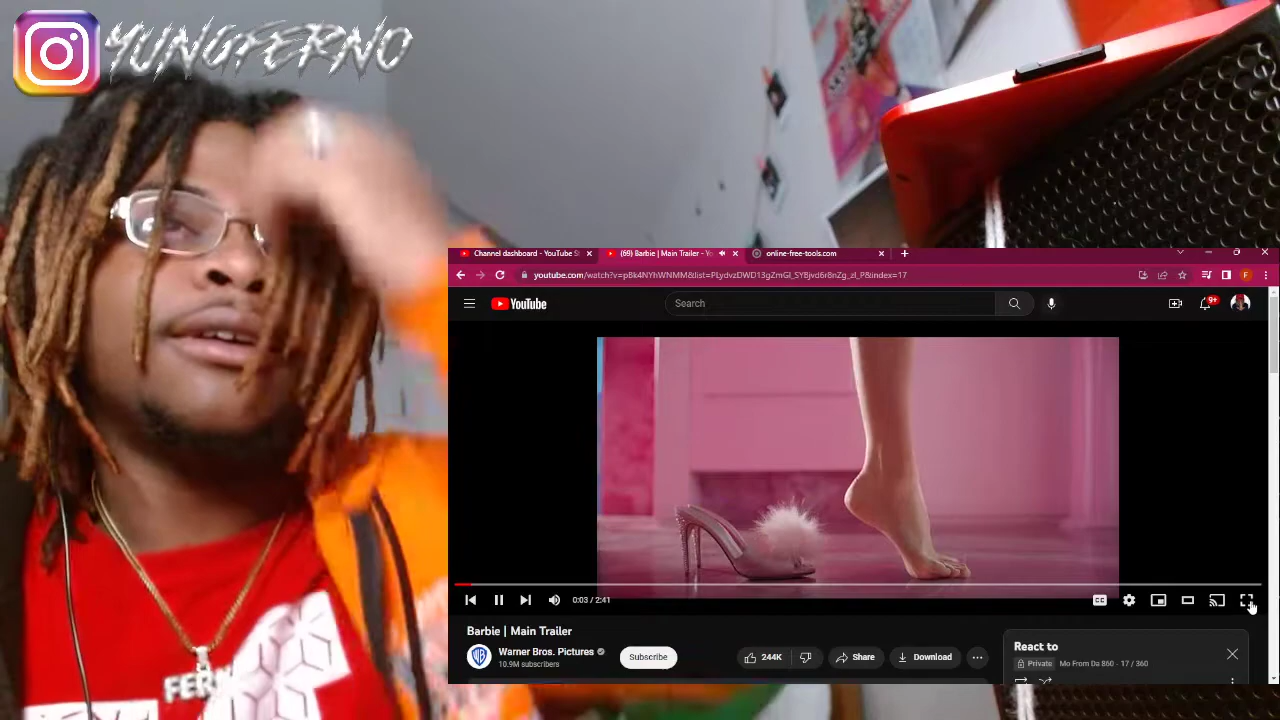 YUNGFERNO
Channel dashboard - YouTube S
(69) Barbie | Main Trailer - Yo
online-free-tools.com
youtube.com/watch?v=pBk4NYhWNMM&list=PLydvzDWD13gZmGl_SYBjvd6r8nZg_zl_P&index=17
YouTube
Search
9+
F
0:03 / 2:41
CC
Barbie | Main Trailer
Warner Bros. Pictures
10.9M subscribers
Subscribe
244K
Share
Download
React to
Private
Mo From Da 860 - 17 / 360
FERN